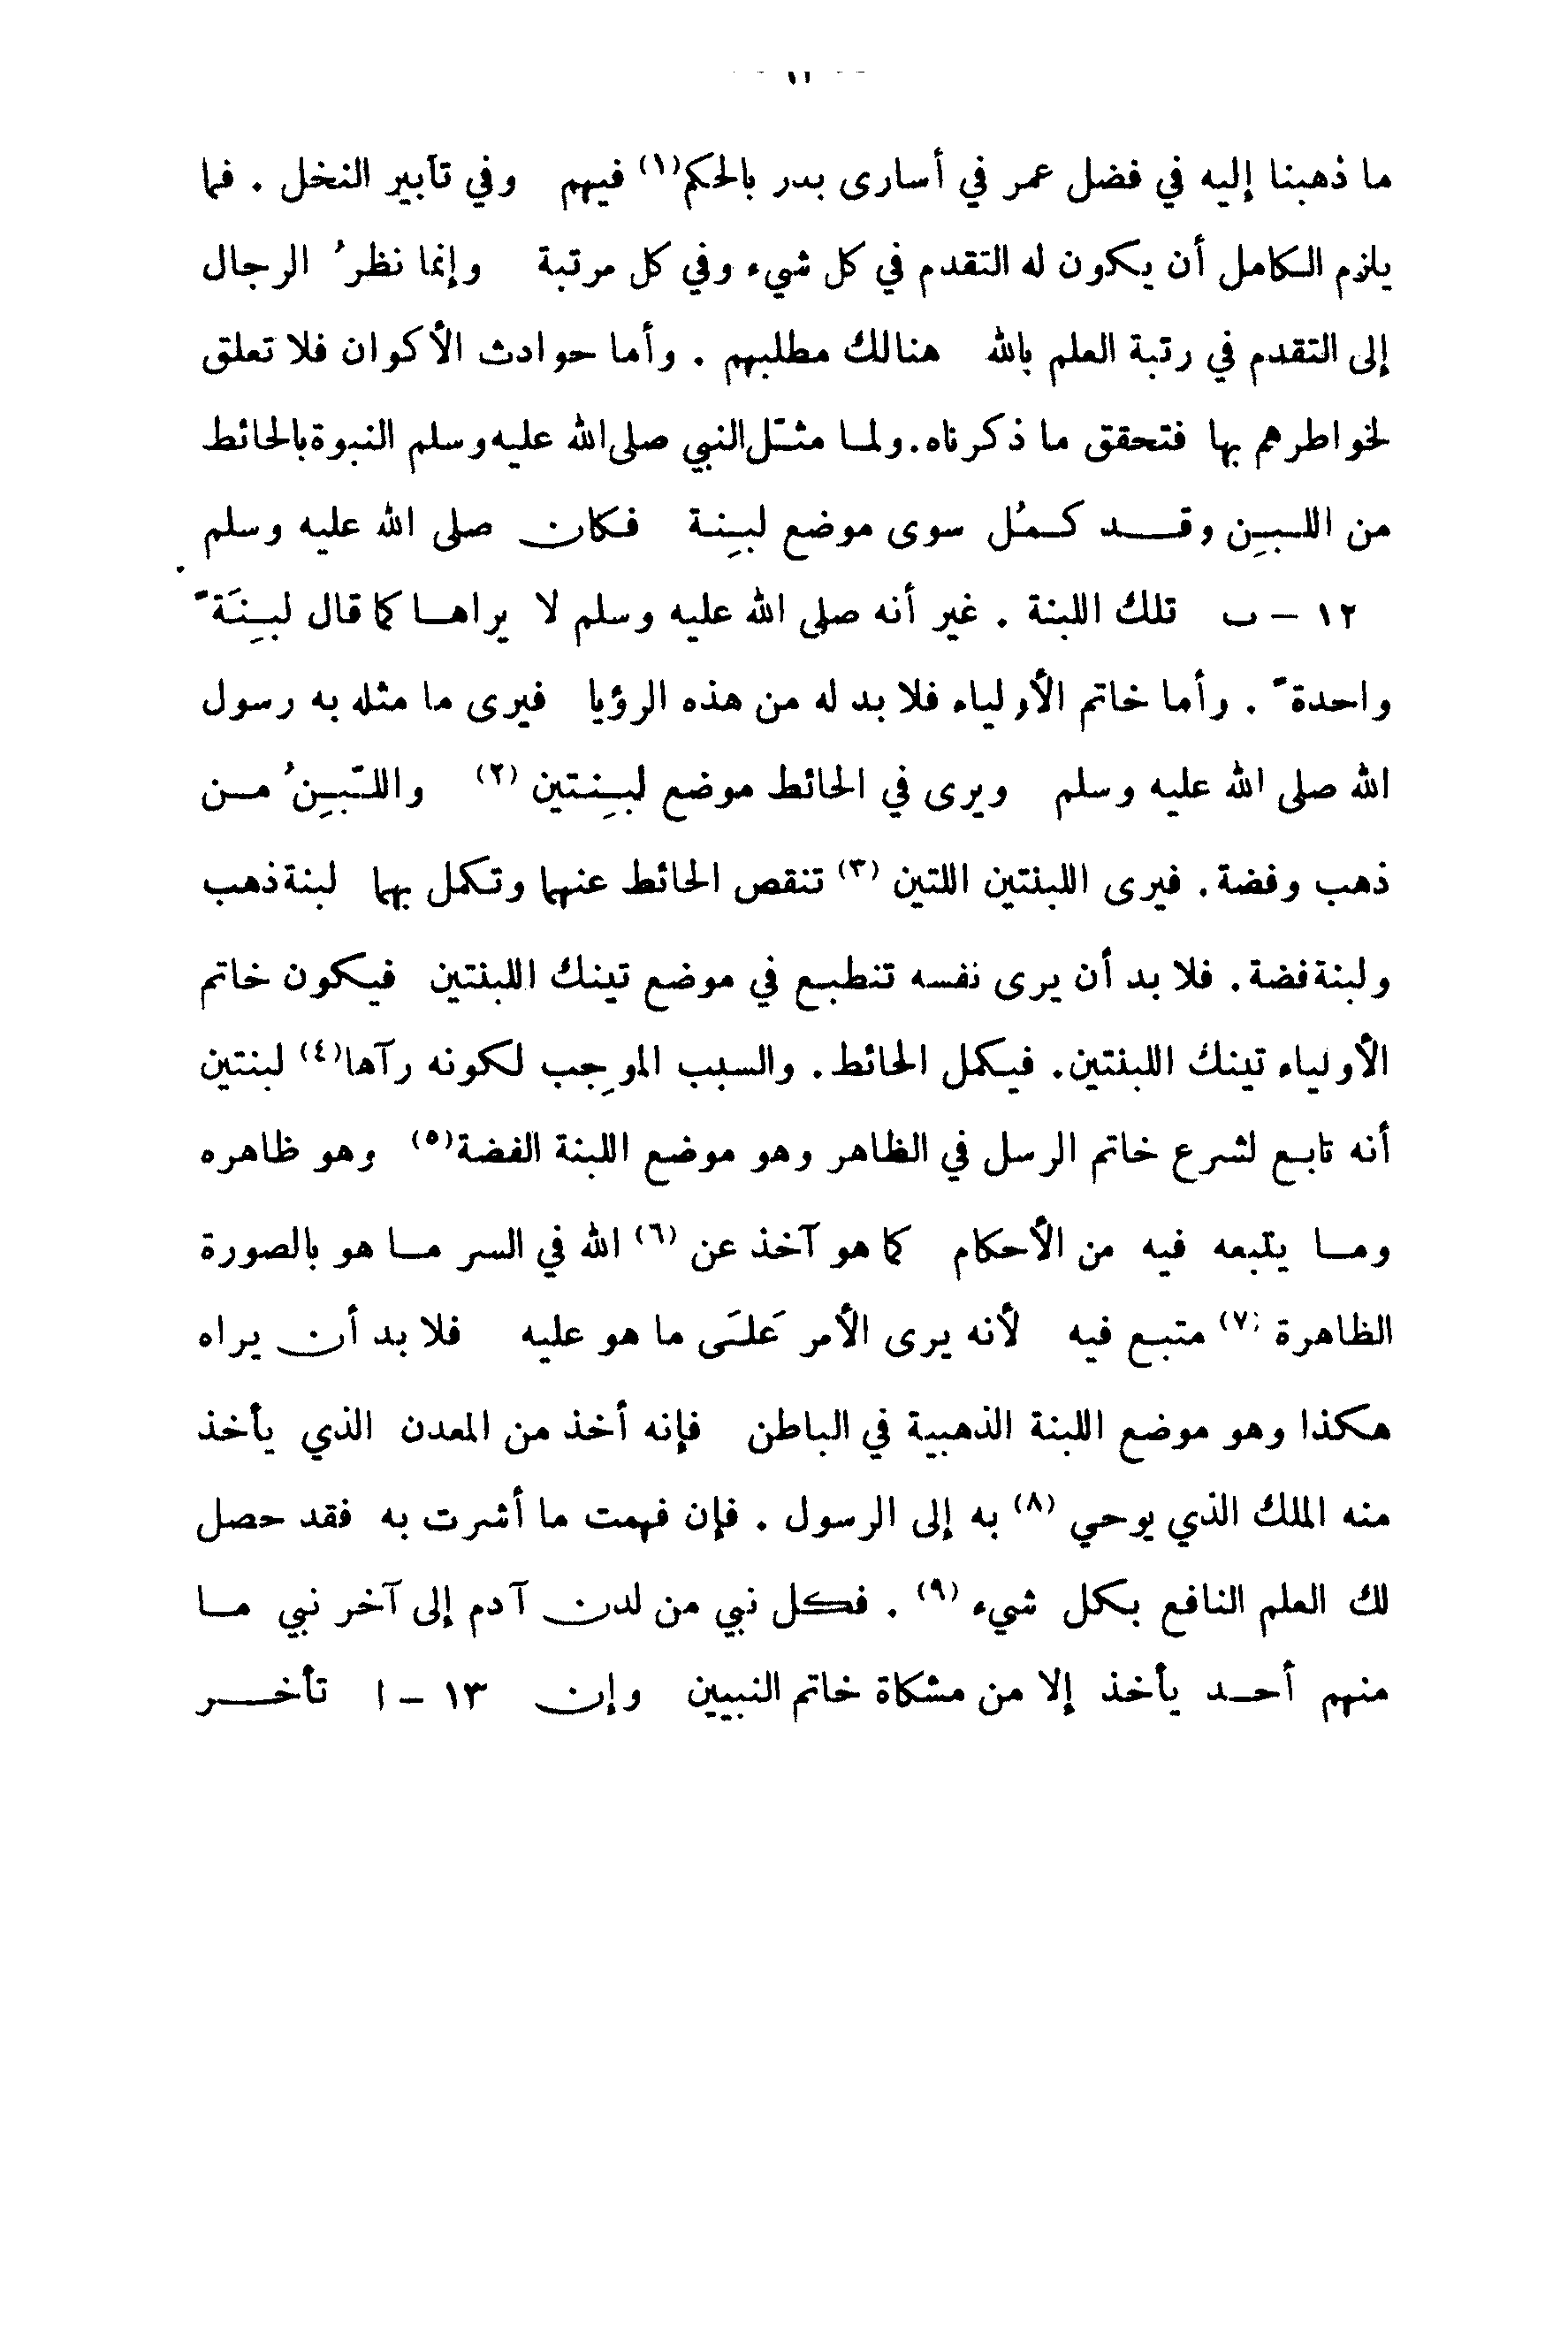 ما ذهبنا إليه في فضل عمر في أسارى بدر بالحكم(١) فيهم وفي تأبير النخل . فما
يلزم الكامل أن يكون له التقدم في كل شيء وفي كل مرتبة وإنما نظرُ الرجال
إلى التقدم في رتبة العلم بالله هنالك مطلبهم . وأما حوادث الأكوان فلا تعلق
لخواطرهم بها فتحقق ما ذكرناه. ولما مثّل النبي صلى الله عليه وسلم النبوة بالحائط
من اللبِن وقد كمُل سوى موضع لبِنة فكان صلى الله عليه وسلم
١٢ – ب تلك اللبنة . غير أنه صلى الله عليه وسلم لا يراها كما قال لبِنَةً
واحدةً . وأما خاتم الأولياء فلا بد له من هذه الرؤيا فيرى ما مثله به رسول
الله صلى الله عليه وسلم ويرى في الحائط موضع لبِنتين (٢) واللّبِنُ من
ذهب وفضة . فيرى اللبنتين اللتين (٣) تنقص الحائط عنهما وتكمل بهما لبنة ذهب
ولبنة فضة . فلا بد أن يرى نفسه تنطبع في موضع تينك اللبنتين فيكون خاتم
الأولياء تينك اللبنتين. فيكمل الحائط . والسبب الموجِب لكونه رآها(٤) لبنتين
أنه تابع لشرع خاتم الرسل في الظاهر وهو موضع اللبنة الفضة(٥) وهو ظاهره
وما يتبعه فيه من الأحكام كما هو آخذ عن (٦) الله في السر ما هو بالصورة
الظاهرة (٧) متبع فيه لأنه يرى الأمر عَلَى ما هو عليه فلا بد أن يراه
هكذا وهو موضع اللبنة الذهبية في الباطن فإنه أخذ من المعدن الذي يأخذ
منه الملك الذي يوحي (٨) به إلى الرسول . فإن فهمت ما أشرت به فقد حصل
لك العلم النافع بكل شيء (٩) . فكل نبي من لدن آدم إلى آخر نبي ما
منهم أحد يأخذ إلا من مشكاة خاتم النبيين وإن ١٣ – ا تأخر